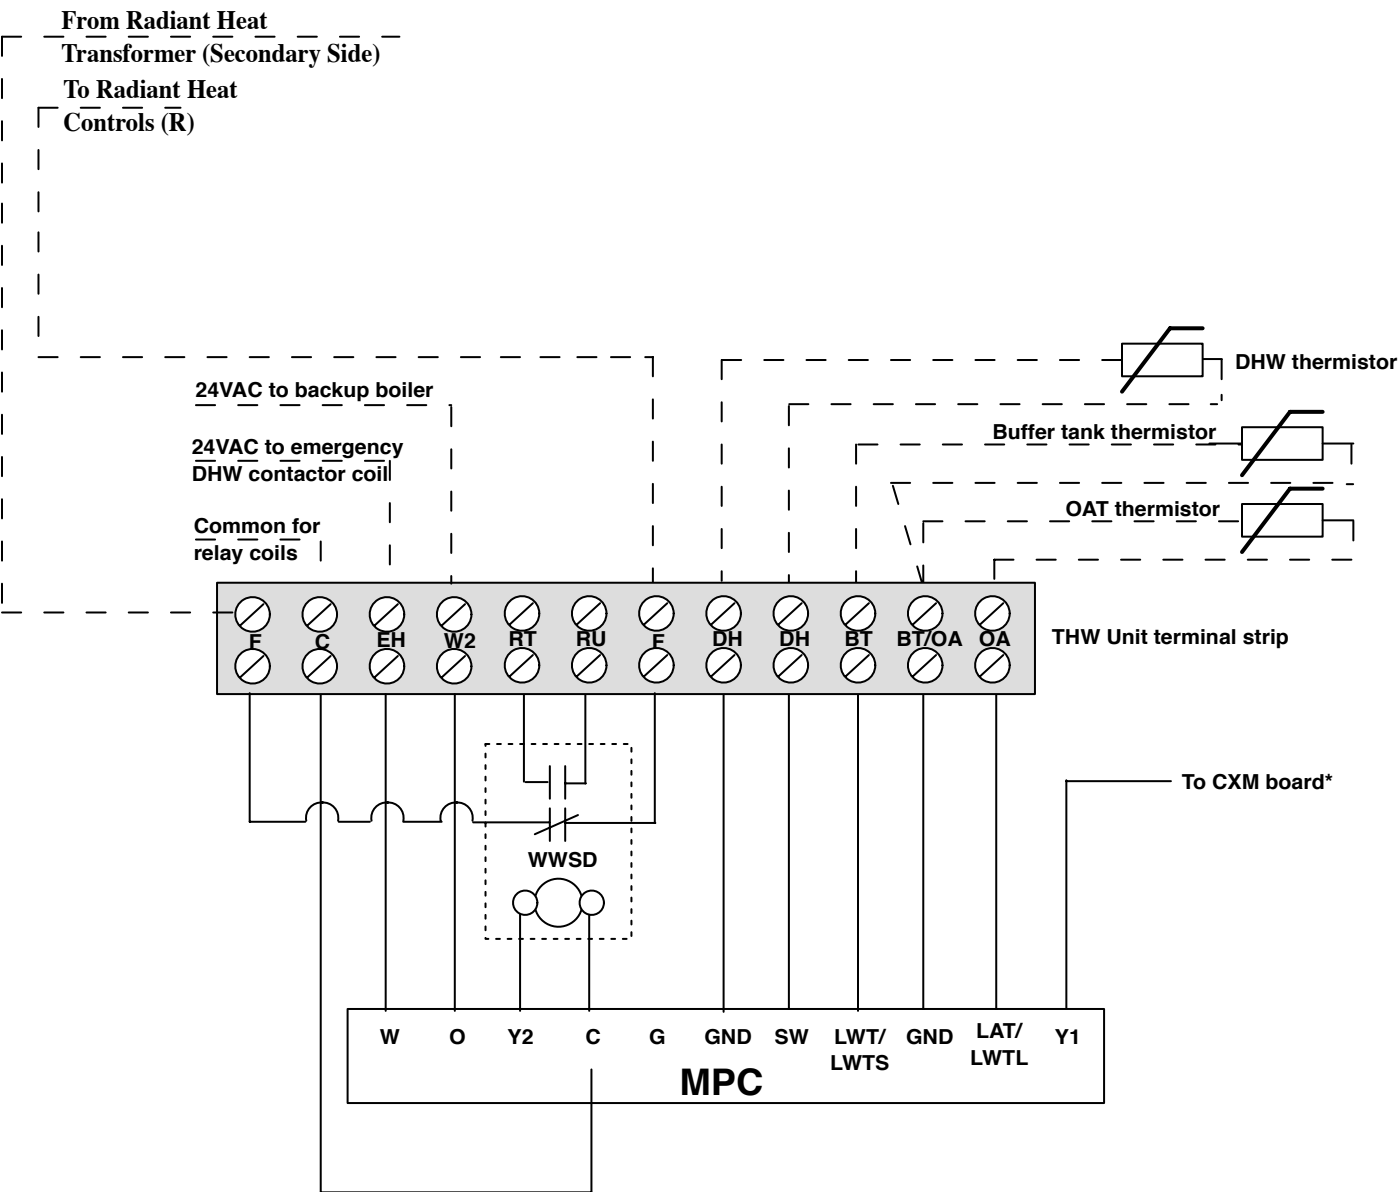 From Radiant Heat
Transformer (Secondary Side)
To Radiant Heat
Controls (R)
DHW thermistor
24VAC to backup boiler
Buffer tank thermistor
24VAC to emergency
DHW contactor coil
OAT thermistor
Common for
relay coils
F C EH W2 RT RU F DH DH BT BT/OA OA
THW Unit terminal strip
To CXM board*
WWSD
W O Y2 C G GND SW LWT/ GND LAT/ Y1
LWTS LWTL
MPC